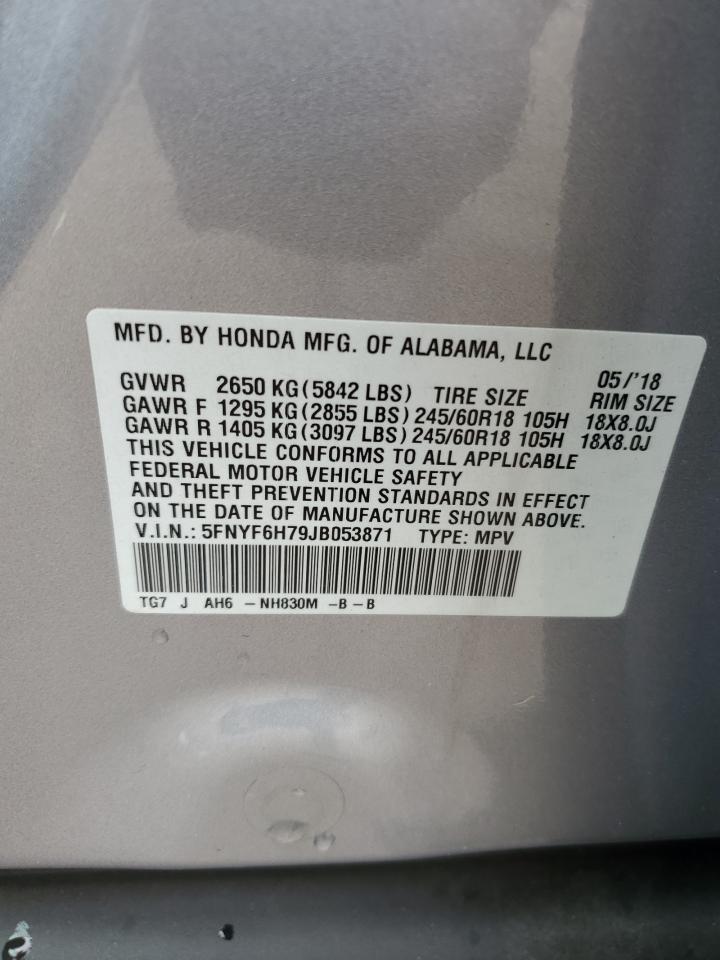 MFD. BY HONDA MFG. OF ALABAMA, LLC
05/'18
GVWR 2650 KG (5842 LBS) TIRE SIZE RIM SIZE
GAWR F 1295 KG (2855 LBS) 245/60R18 105H 18X8.0J
GAWR R 1405 KG (3097 LBS) 245/60R18 105H 18X8.0J
THIS VEHICLE CONFORMS TO ALL APPLICABLE
FEDERAL MOTOR VEHICLE SAFETY
AND THEFT PREVENTION STANDARDS IN EFFECT
ON THE DATE OF MANUFACTURE SHOWN ABOVE.
V.I.N.: 5FNYF6H79JB053871 TYPE: MPV
TG7 J AH6 - NH830M - B - B